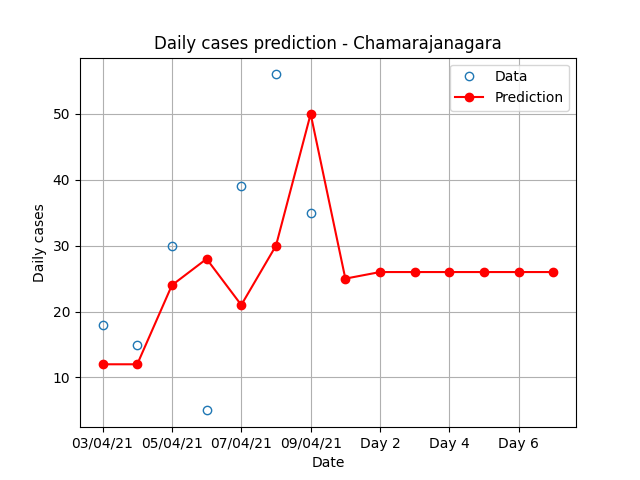 Daily cases prediction - Chamarajanagara
Data
Prediction
50
40
30
20
10
Daily cases
03/04/21 05/04/21 07/04/21 09/04/21 Day 2 Day 4 Day 6
Date